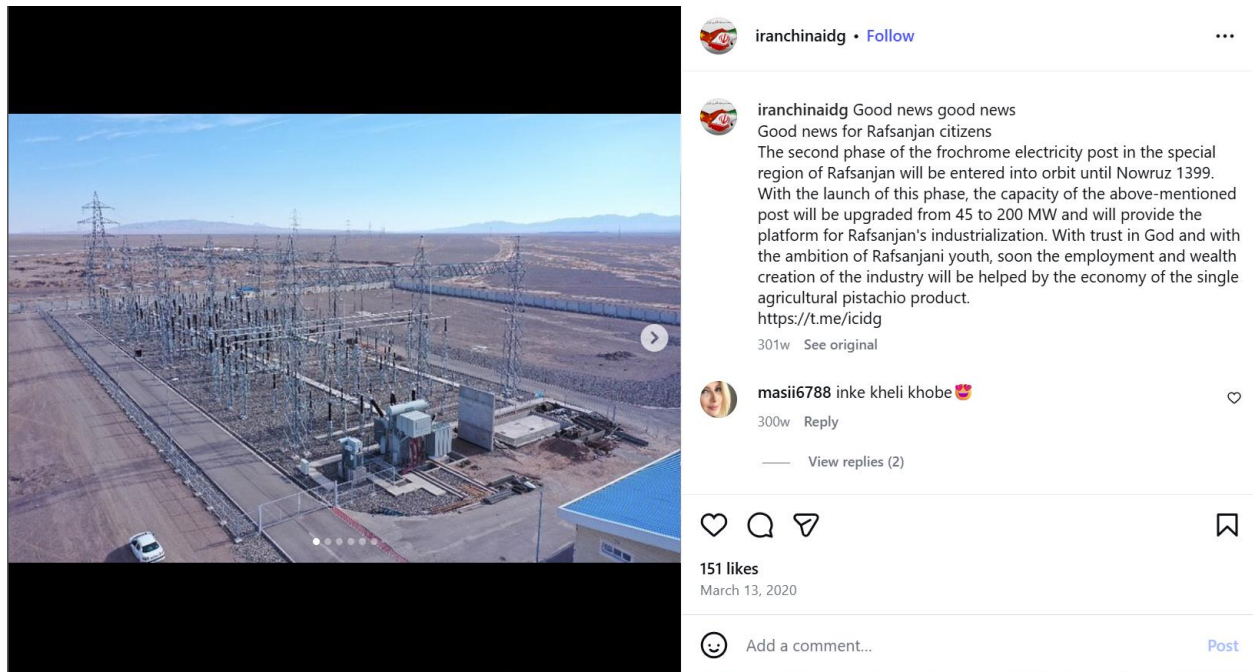 iranchinaidg • Follow
iranchinaidg Good news good news
Good news for Rafsanjan citizens
The second phase of the frochrome electricity post in the special
region of Rafsanjan will be entered into orbit until Nowruz 1399.
With the launch of this phase, the capacity of the above-mentioned
post will be upgraded from 45 to 200 MW and will provide the
platform for Rafsanjan's industrialization. With trust in God and with
the ambition of Rafsanjani youth, soon the employment and wealth
creation of the industry will be helped by the economy of the single
agricultural pistachio product.
https://t.me/icidg
301w See original
masii6788 inke kheli khobe😍
300w Reply
View replies (2)
151 likes
March 13, 2020
Add a comment...
Post